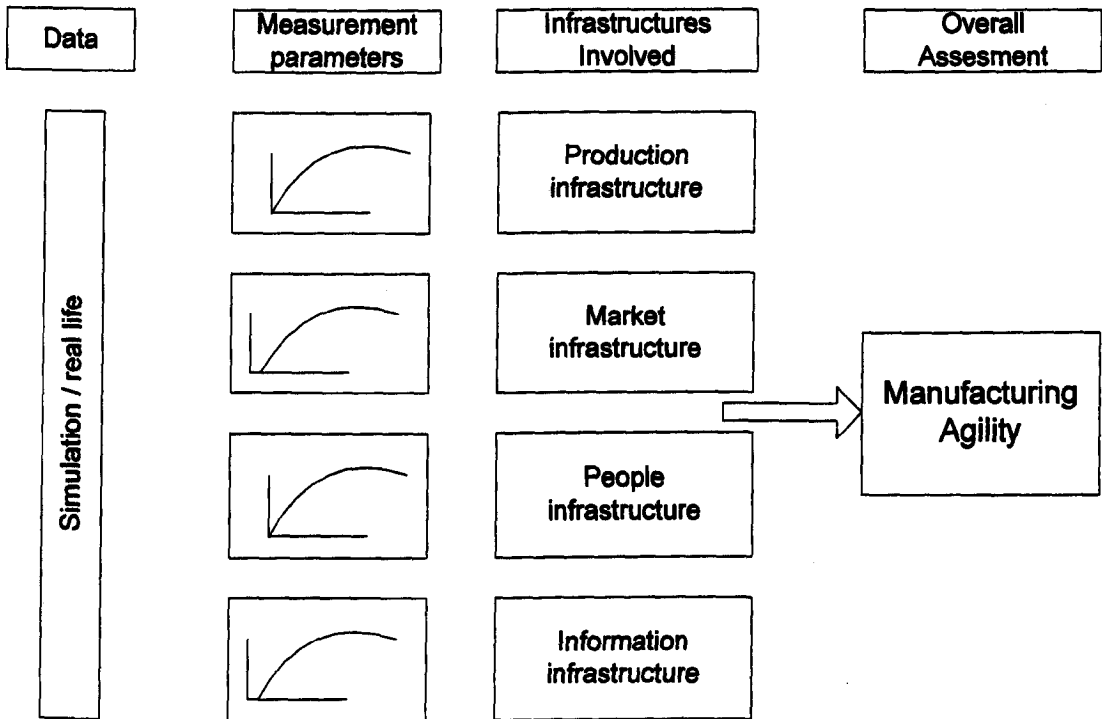 Data
Measurement
parameters
Infrastructures
Involved
Overall
Assesment
Simulation / real life
Production
infrastructure
Market
infrastructure
People
infrastructure
Information
infrastructure
Manufacturing
Agility